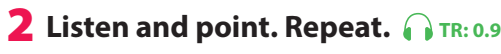 2 Listen and point. Repeat. TR: 0.9